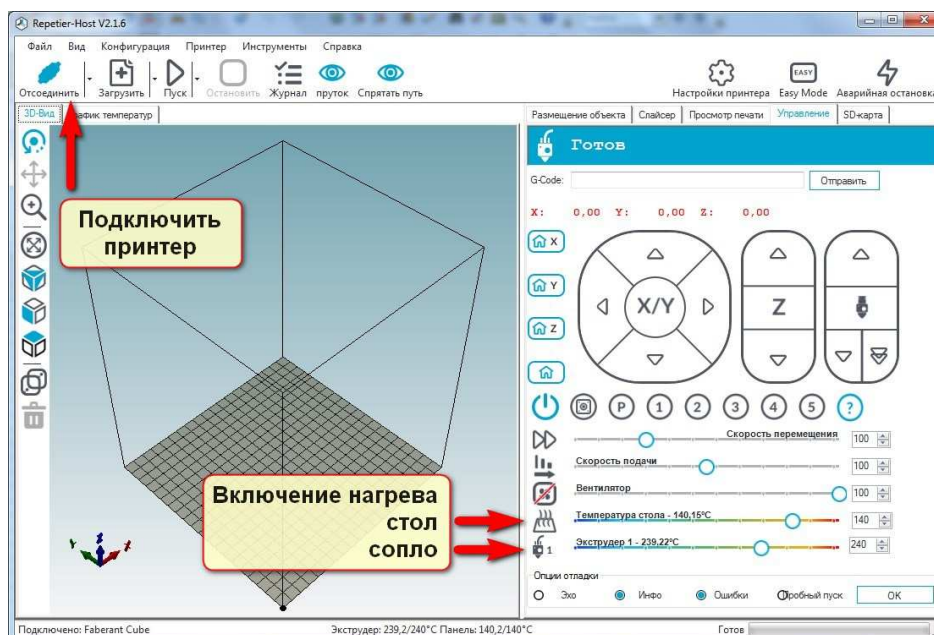 Repetier-Host V2.1.6
Файл Вид Конфигурация Принтер Инструменты Справка
Отсоединить Загрузить Пуск Остановить Журнал пруток Спрятать путь Настройки принтера Easy Mode Аварийная остановка
EASY
3D-Вид график температур
Размещение объекта Слайсер Просмотр печати Управление SD-карта
Готов
G-Code: Отправить
X: 0,00 Y: 0,00 Z: 0,00
Подключить
принтер
X
Y
Z
X/Y
Z
P 1 2 3 4 5 ?
Скорость перемещения 100
Скорость подачи 100
Вентилятор 100
Включение нагрева
стол
сопло
Температура стола - 140,15°C 140
1 Экструдер 1 - 239,22°C 240
Опции отладки
Эхо Инфо Ошибки Пробный пуск OK
Y Z X
Подключено: Faberant Cube Экструдер: 239,2/240°C Панель: 140,2/140°C Готов